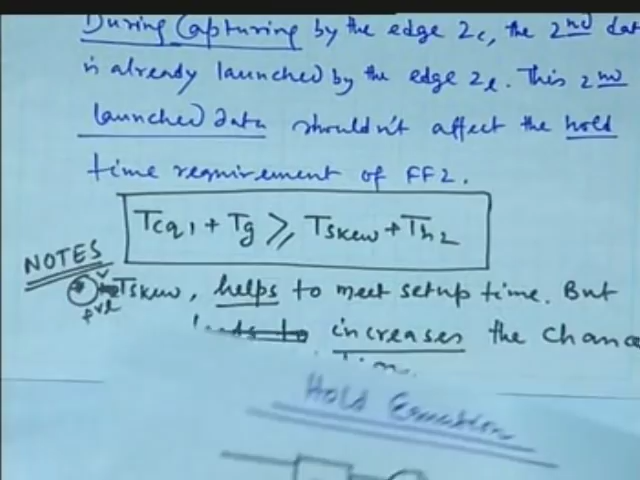 During Capturing by the edge 2c, the 2nd dat
is already launched by the edge 2l. This 2nd
launched data shouldn't affect the hold
time requirement of FF2.
Tcq1 + Tg ⩾ Tskew + Th2
NOTES
+ve Tskew, helps to meet setup time. But
increases the chanc
Hold Equation